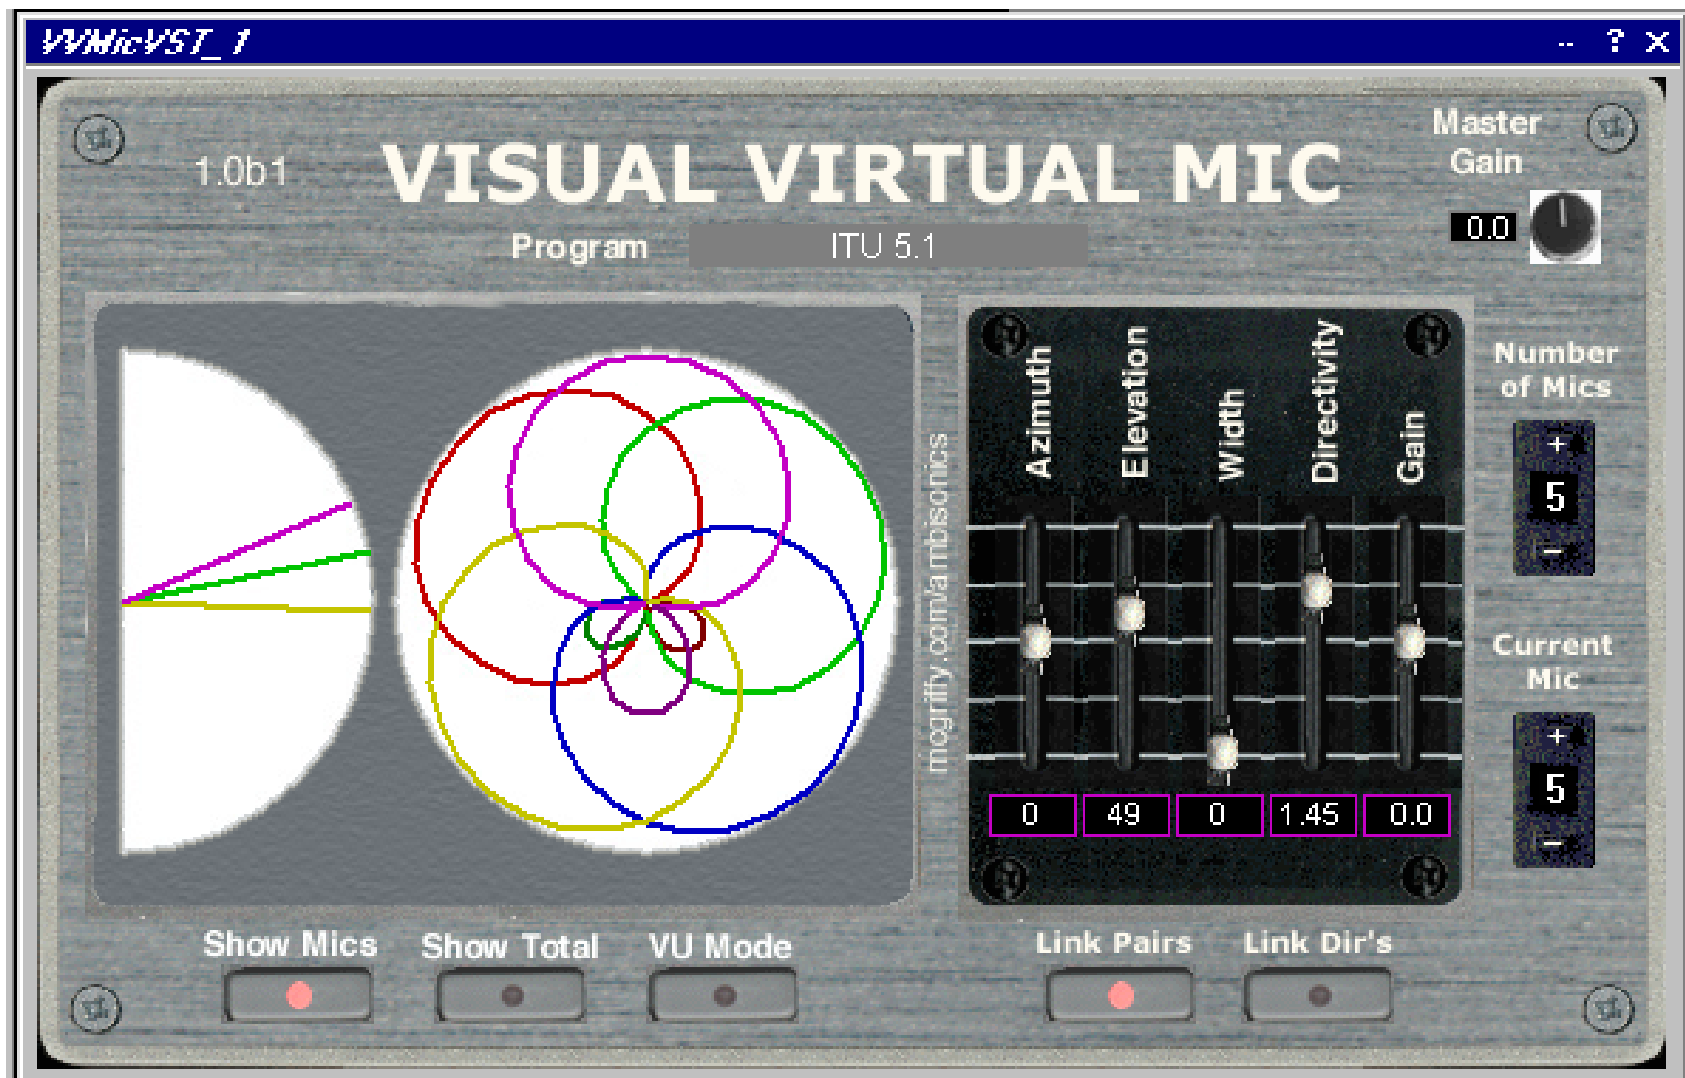 VVMicVST_1
Master
Gain
1.0b1
VISUAL VIRTUAL MIC
0.0
Program
ITU 5.1
Azimuth
Elevation
Width
Directivity
Gain
Number
of Mics
+
5
-
mcgriffy.com/ambisonics
Current
Mic
+
5
-
0
49
0
1.45
0.0
Show Mics
Show Total
VU Mode
Link Pairs
Link Dir's